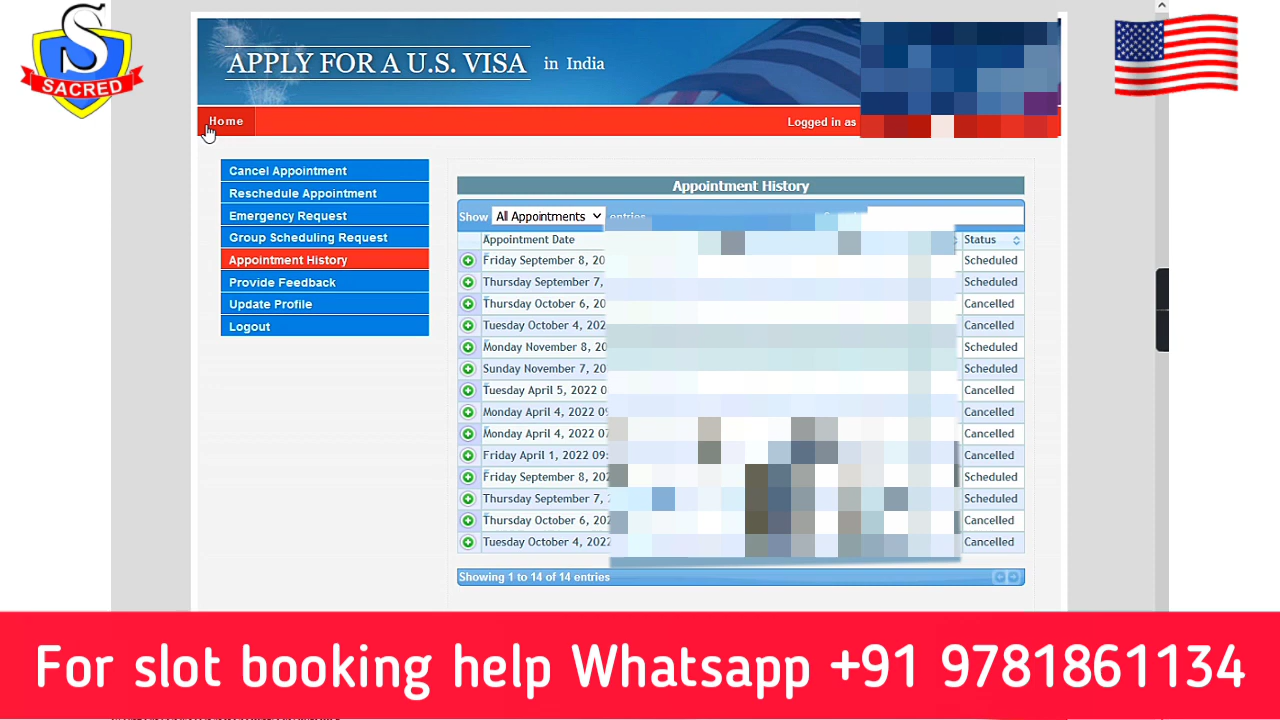 S
SACRED
APPLY FOR A U.S. VISA in India
Home
Logged in as
Cancel Appointment
Reschedule Appointment
Emergency Request
Group Scheduling Request
Appointment History
Provide Feedback
Update Profile
Logout
Appointment History
Show All Appointments entries
Appointment Date Status
Friday September 8, 20 Scheduled
Thursday September 7, Scheduled
Thursday October 6, 20 Cancelled
Tuesday October 4, 202 Cancelled
Monday November 8, 20 Scheduled
Sunday November 7, 20 Scheduled
Tuesday April 5, 2022 0 Cancelled
Monday April 4, 2022 09 Cancelled
Monday April 4, 2022 07 Cancelled
Friday April 1, 2022 09: Cancelled
Friday September 8, 202 Scheduled
Thursday September 7, Scheduled
Thursday October 6, 202 Cancelled
Tuesday October 4, 2022 Cancelled
Showing 1 to 14 of 14 entries
For slot booking help Whatsapp +91 9781861134